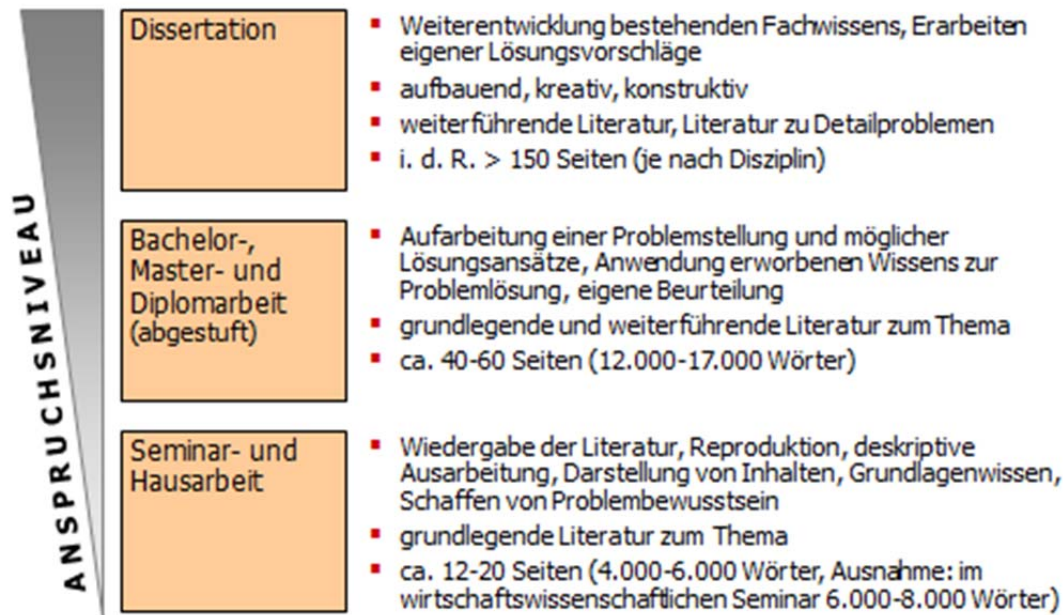 ANSPRUCHSNIVEAU
Dissertation
▪ Weiterentwicklung bestehenden Fachwissens, Erarbeiten
eigener Lösungsvorschläge
▪ aufbauend, kreativ, konstruktiv
▪ weiterführende Literatur, Literatur zu Detailproblemen
▪ i. d. R. > 150 Seiten (je nach Disziplin)
Bachelor-,
Master- und
Diplomarbeit
(abgestuft)
▪ Aufarbeitung einer Problemstellung und möglicher
Lösungsansätze, Anwendung erworbenen Wissens zur
Problemlösung, eigene Beurteilung
▪ grundlegende und weiterführende Literatur zum Thema
▪ ca. 40-60 Seiten (12.000-17.000 Wörter)
Seminar- und
Hausarbeit
▪ Wiedergabe der Literatur, Reproduktion, deskriptive
Ausarbeitung, Darstellung von Inhalten, Grundlagenwissen,
Schaffen von Problembewusstsein
▪ grundlegende Literatur zum Thema
▪ ca. 12-20 Seiten (4.000-6.000 Wörter, Ausnahme: im
wirtschaftswissenschaftlichen Seminar 6.000-8.000 Wörter)